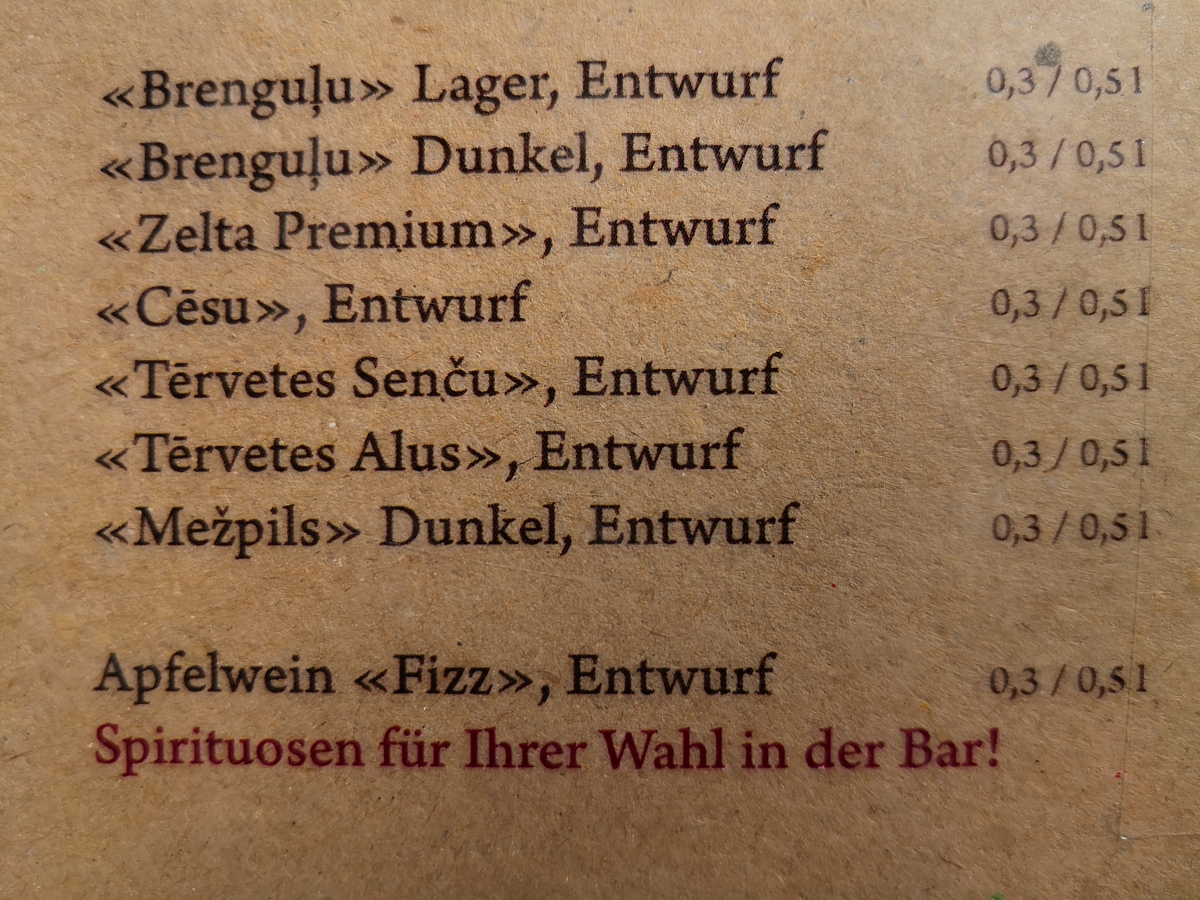 «Brenguļu» Lager, Entwurf 0,3 / 0,5 l
«Brenguļu» Dunkel, Entwurf 0,3 / 0,5 l
«Zelta Premium», Entwurf 0,3 / 0,5 l
«Cēsu», Entwurf 0,3 / 0,5 l
«Tērvetes Senču», Entwurf 0,3 / 0,5 l
«Tērvetes Alus», Entwurf 0,3 / 0,5 l
«Mežpils» Dunkel, Entwurf 0,3 / 0,5 l
Apfelwein «Fizz», Entwurf 0,3 / 0,5 l
Spirituosen für Ihrer Wahl in der Bar!